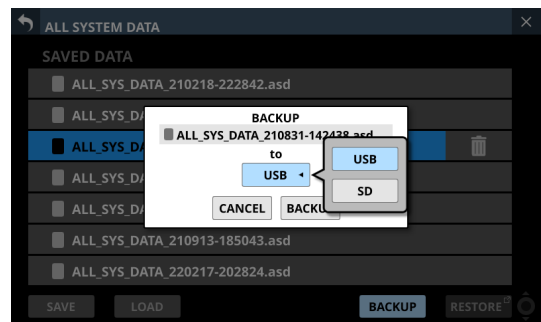 ALL SYSTEM DATA
SAVED DATA
ALL_SYS_DATA_210218-222842.asd
ALL_SYS_DA
BACKUP
ALL_SYS_DATA_210831-142438.asd
ALL_SYS_DA
to
USB
USB
ALL_SYS_DA
SD
ALL_SYS_DA
CANCEL
BACKU
ALL_SYS_DATA_210913-185043.asd
ALL_SYS_DATA_220217-202824.asd
SAVE
LOAD
BACKUP
RESTORE